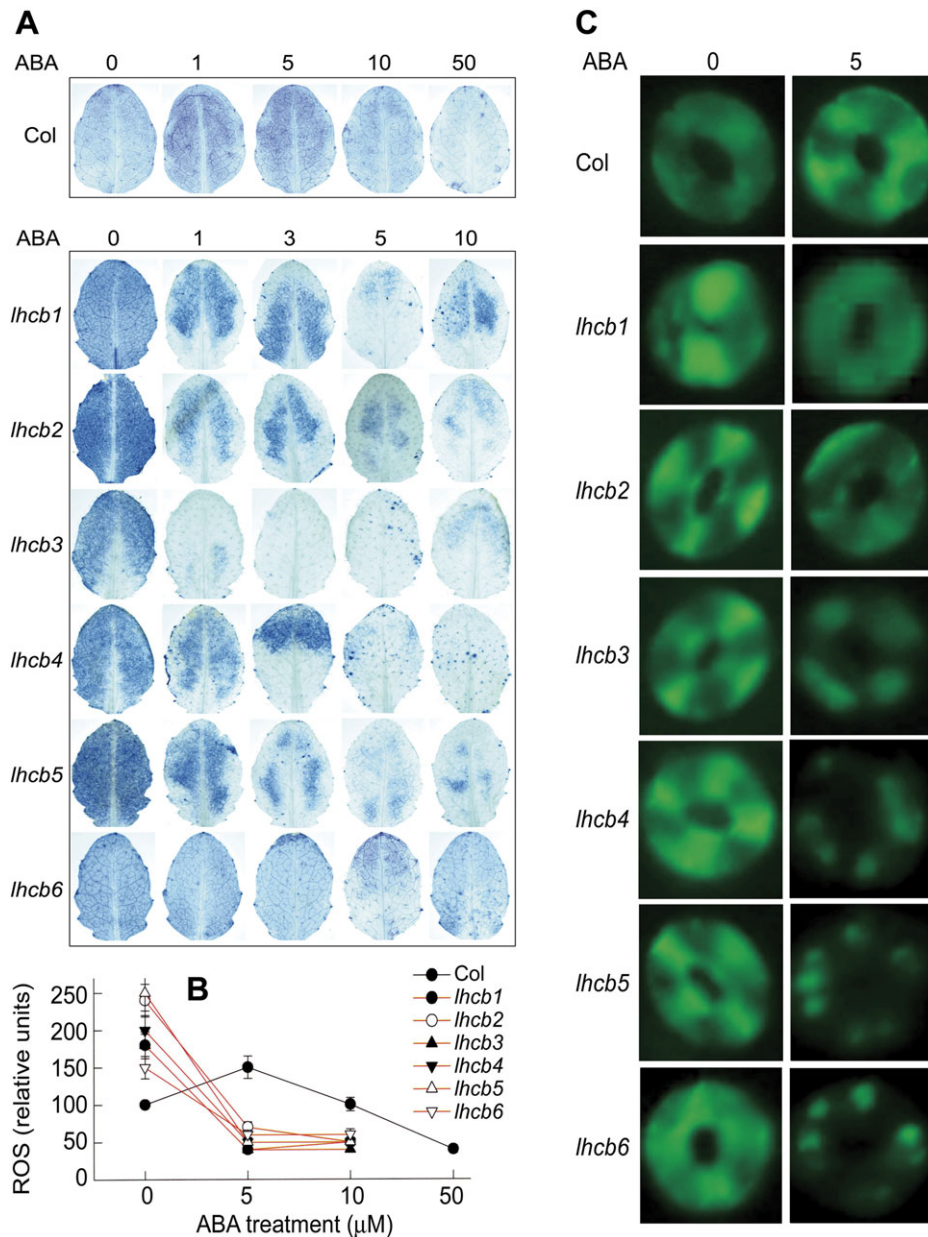 A
ABA 0 1 5 10 50
Col
ABA 0 1 3 5 10
lhcb1
lhcb2
lhcb3
lhcb4
lhcb5
lhcb6
B
ROS (relative units)
250
200
150
100
50
0
0 5 10 50
ABA treatment (μM)
Col
lhcb1
lhcb2
lhcb3
lhcb4
lhcb5
lhcb6
C
ABA 0 5
Col
lhcb1
lhcb2
lhcb3
lhcb4
lhcb5
lhcb6